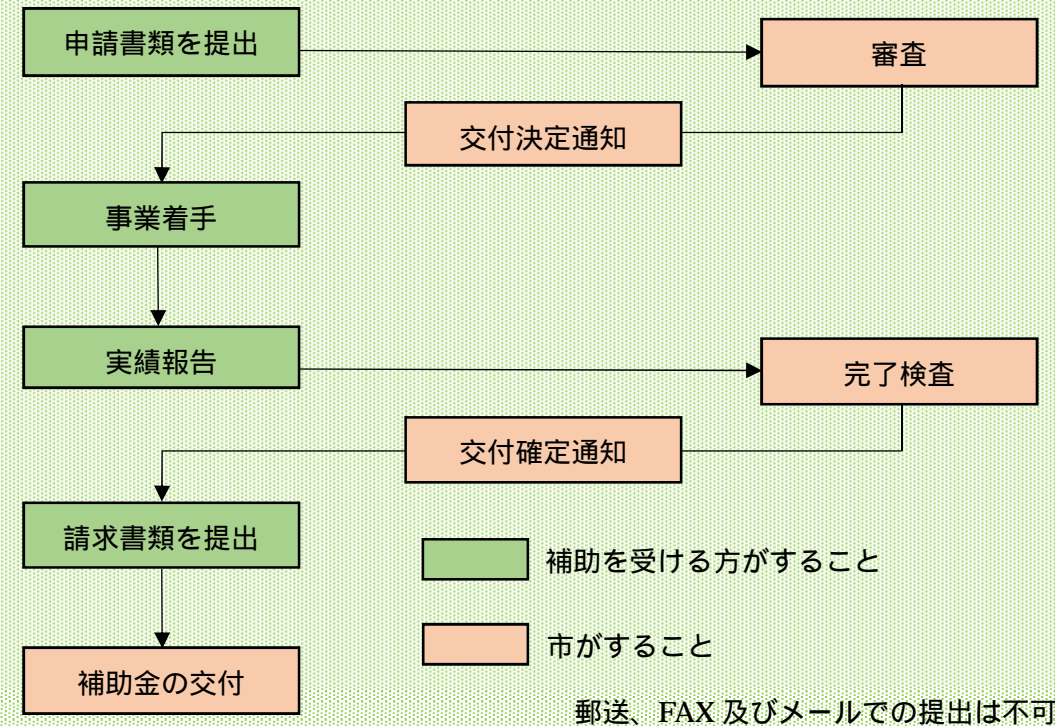 申請書類を提出
審査
交付決定通知
事業着手
実績報告
完了検査
交付確定通知
請求書類を提出
補助を受ける方がすること
市がすること
補助金の交付
郵送、FAX 及びメールでの提出は不可